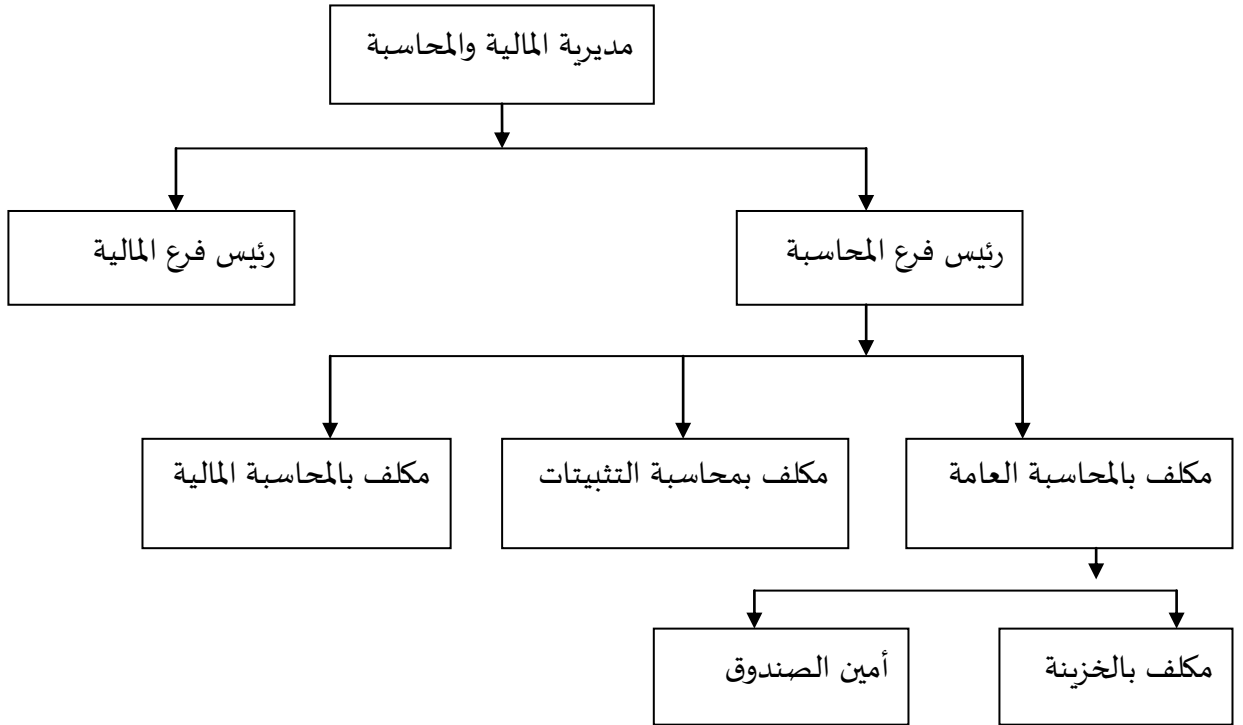 مديرية المالية والمحاسبة
رئيس فرع المحاسبة
رئيس فرع المالية
مكلف بالمحاسبة العامة
مكلف بمحاسبة التثبيتات
مكلف بالمحاسبة المالية
مكلف بالخزينة
أمين الصندوق